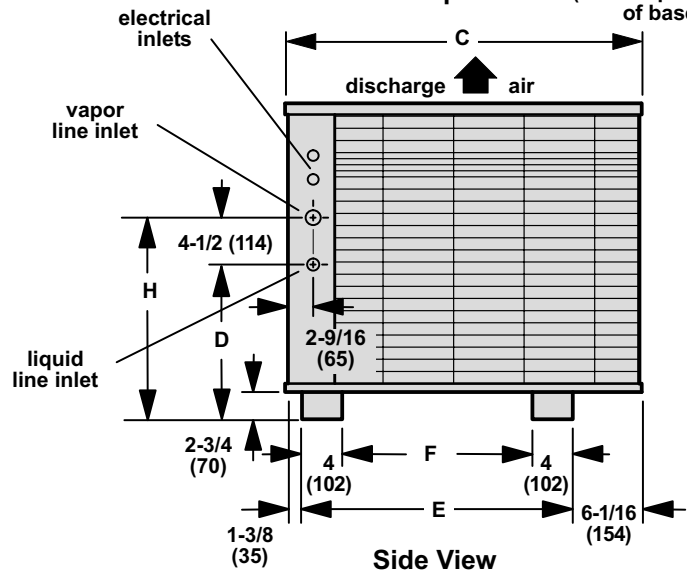 of base
electrical
inlets
C
discharge air
vapor
line inlet
4-1/2 (114)
H
D
2-9/16
(65)
liquid
line inlet
2-3/4
(70)
4
(102)
F
4
(102)
E
6-1/16
(154)
1-3/8
(35)
Side View